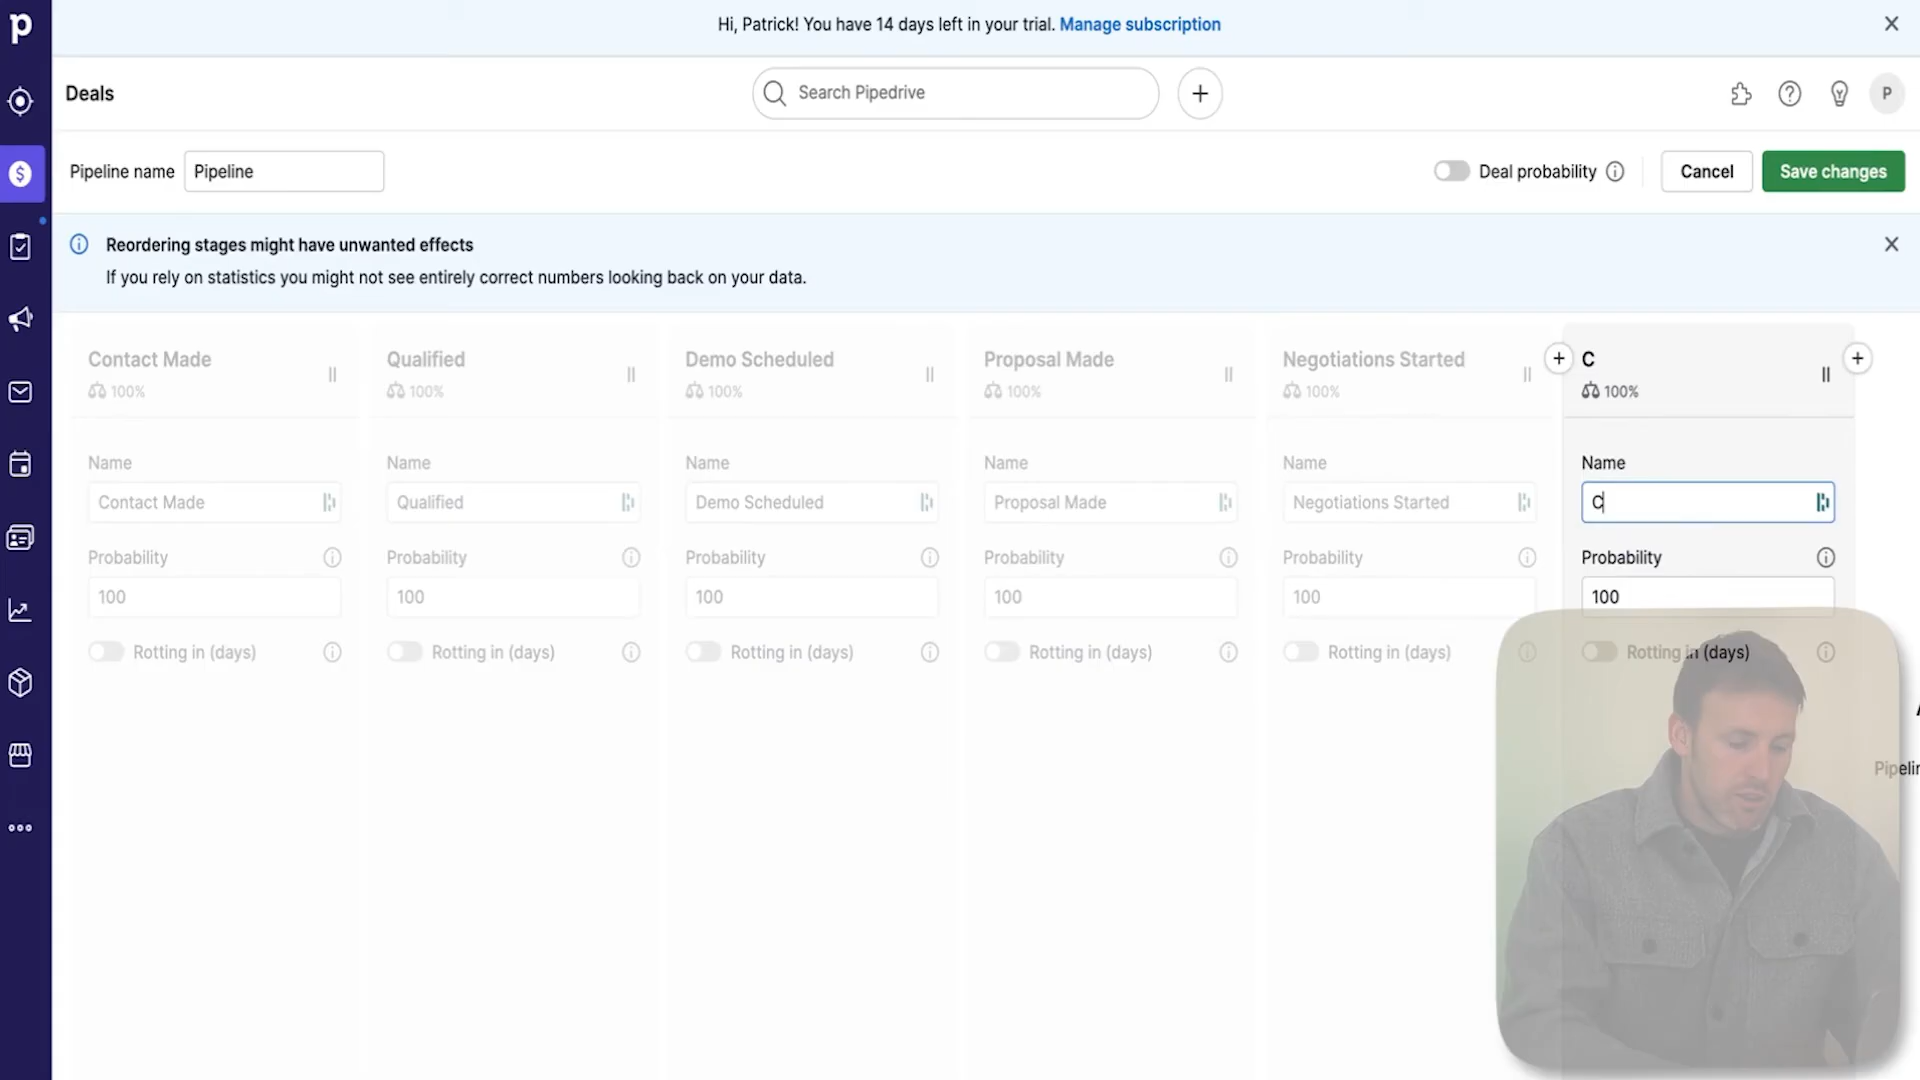 Hi, Patrick! You have 14 days left in your trial. Manage subscription
Deals
Search Pipedrive
P
Pipeline name
Pipeline
Deal probability
Cancel
Save changes
Reordering stages might have unwanted effects
If you rely on statistics you might not see entirely correct numbers looking back on your data.
Contact Made
100%
Name
Contact Made
Probability
100
Rotting in (days)
Qualified
100%
Name
Qualified
Probability
100
Rotting in (days)
Demo Scheduled
100%
Name
Demo Scheduled
Probability
100
Rotting in (days)
Proposal Made
100%
Name
Proposal Made
Probability
100
Rotting in (days)
Negotiations Started
100%
Name
Negotiations Started
Probability
100
Rotting in (days)
C
100%
Name
C
Probability
100
Rotting in (days)